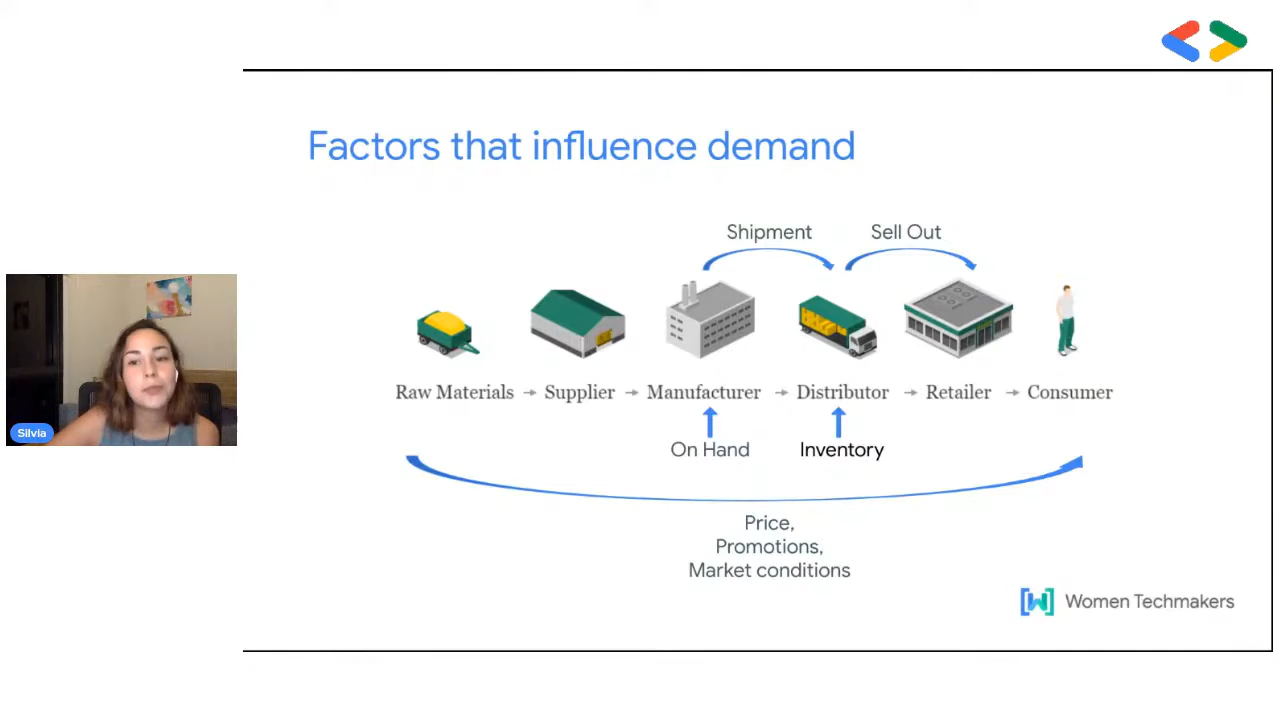 Factors that influence demand
Shipment
Sell Out
Raw Materials
Supplier
Manufacturer
Distributor
Retailer
Consumer
On Hand
Inventory
Price,
Promotions,
Market conditions
Silvia
Women Techmakers